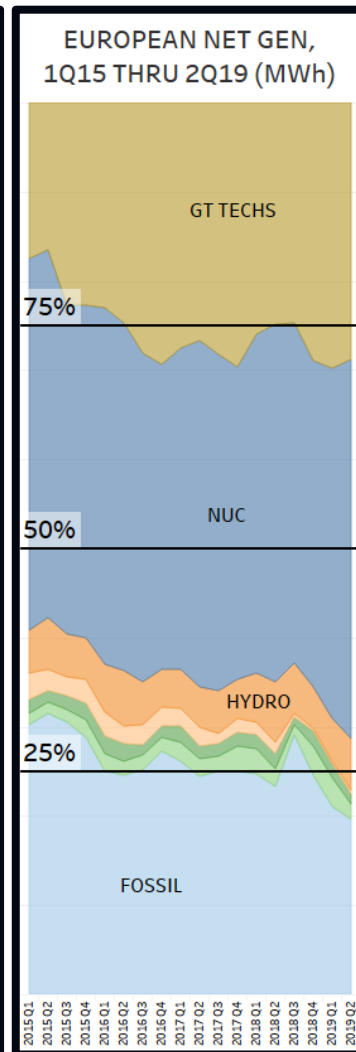 EUROPEAN NET GEN,
1Q15 THRU 2Q19 (MWh)
GT TECHS
75%
NUC
50%
HYDRO
25%
FOSSIL
2015 Q1
2015 Q2
2015 Q3
2015 Q4
2016 Q1
2016 Q2
2016 Q3
2016 Q4
2017 Q1
2017 Q2
2017 Q3
2017 Q4
2018 Q1
2018 Q2
2018 Q3
2018 Q4
2019 Q1
2019 Q2